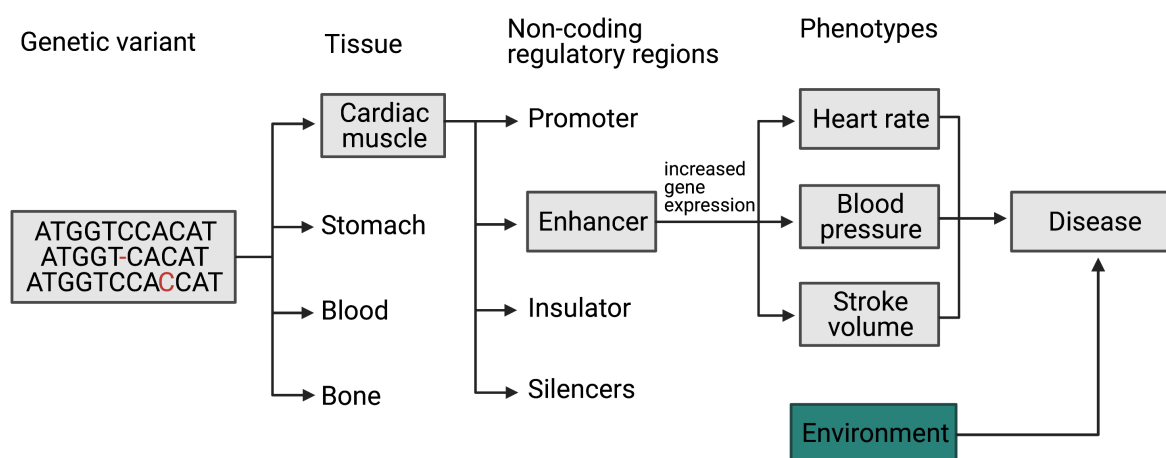 Genetic variant
Tissue
Non-coding
regulatory regions
Phenotypes
ATGGTCCACAT
ATGGT-CACAT
ATGGTCCACCAT
Cardiac
muscle
Stomach
Blood
Bone
Promoter
Enhancer
Insulator
Silencers
increased
gene
expression
Heart rate
Blood
pressure
Stroke
volume
Disease
Environment